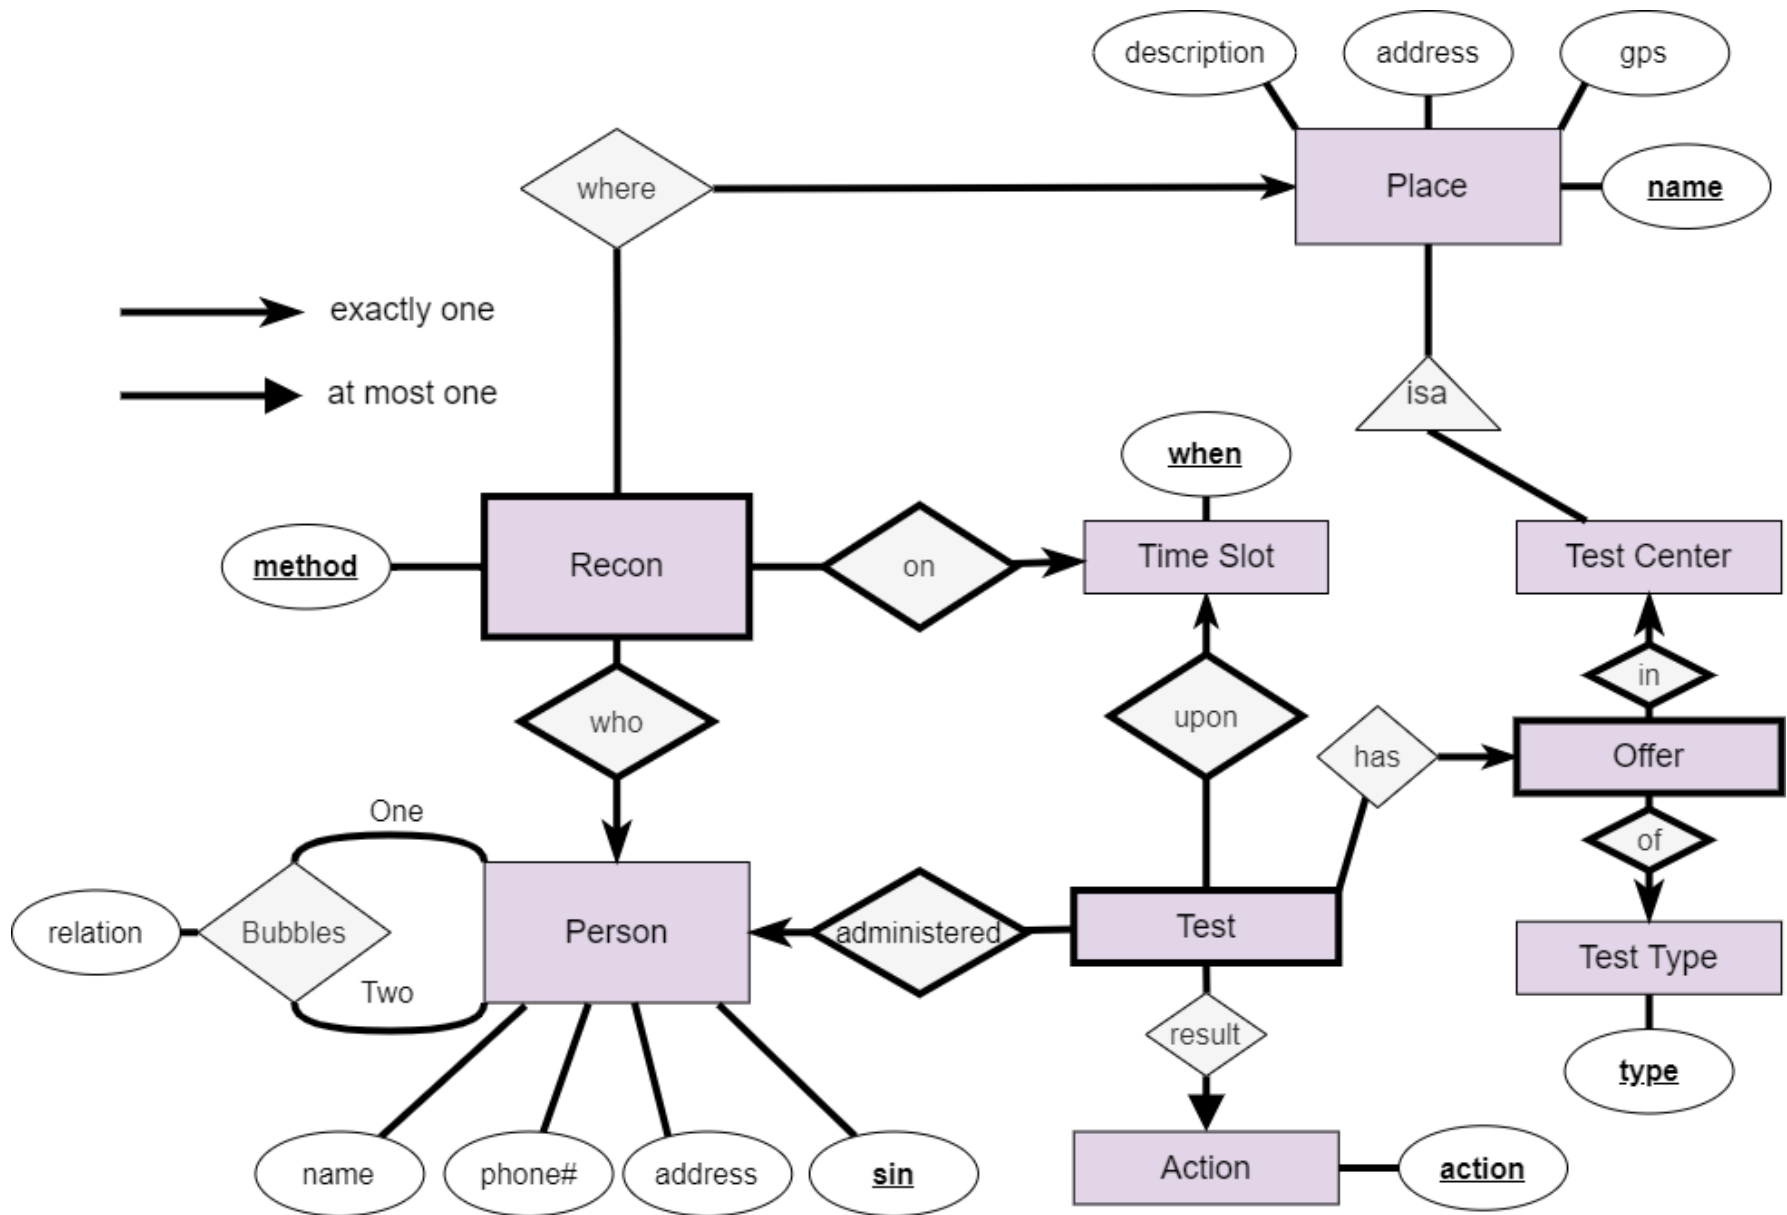 description
address
gps
where
Place
name
exactly one
at most one
isa
when
method
Recon
on
Time Slot
Test Center
who
upon
in
has
Offer
One
of
relation
Bubbles
Person
administered
Test
Test Type
Two
result
type
name
phone#
address
sin
Action
action